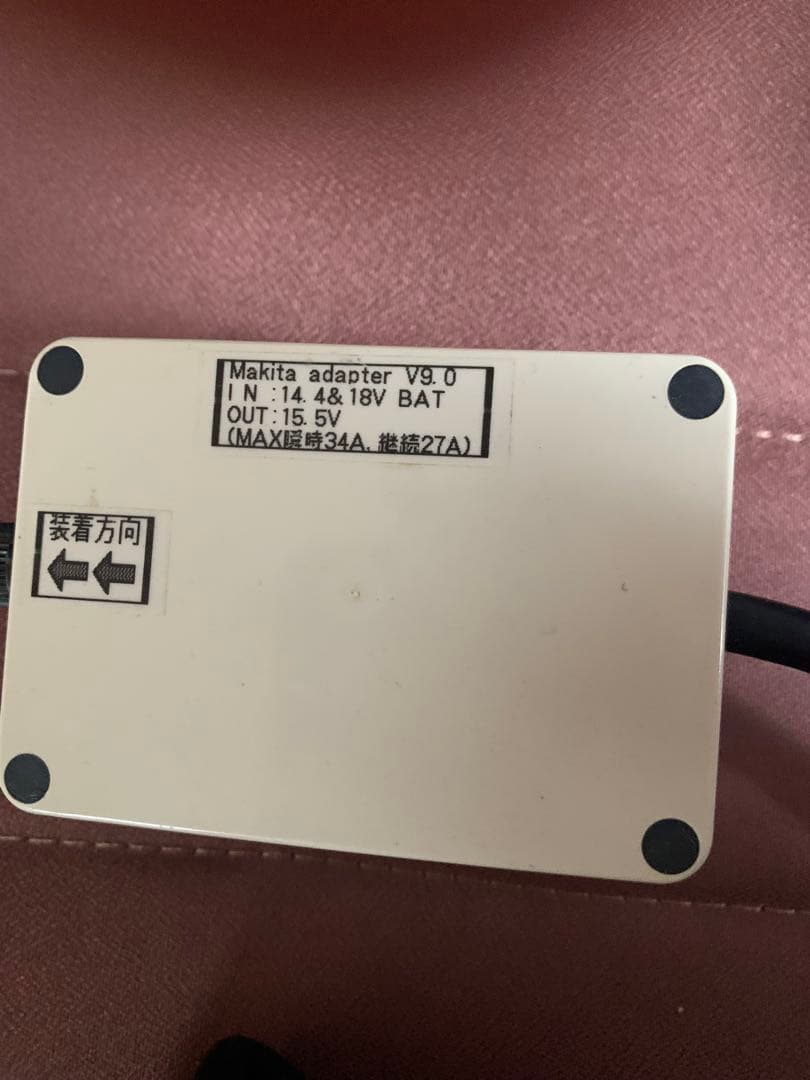 Makita adapter V9.0
IN :14.4&18V BAT
OUT:15.5V
(MAX瞬時34A,継続27A)
装着方向